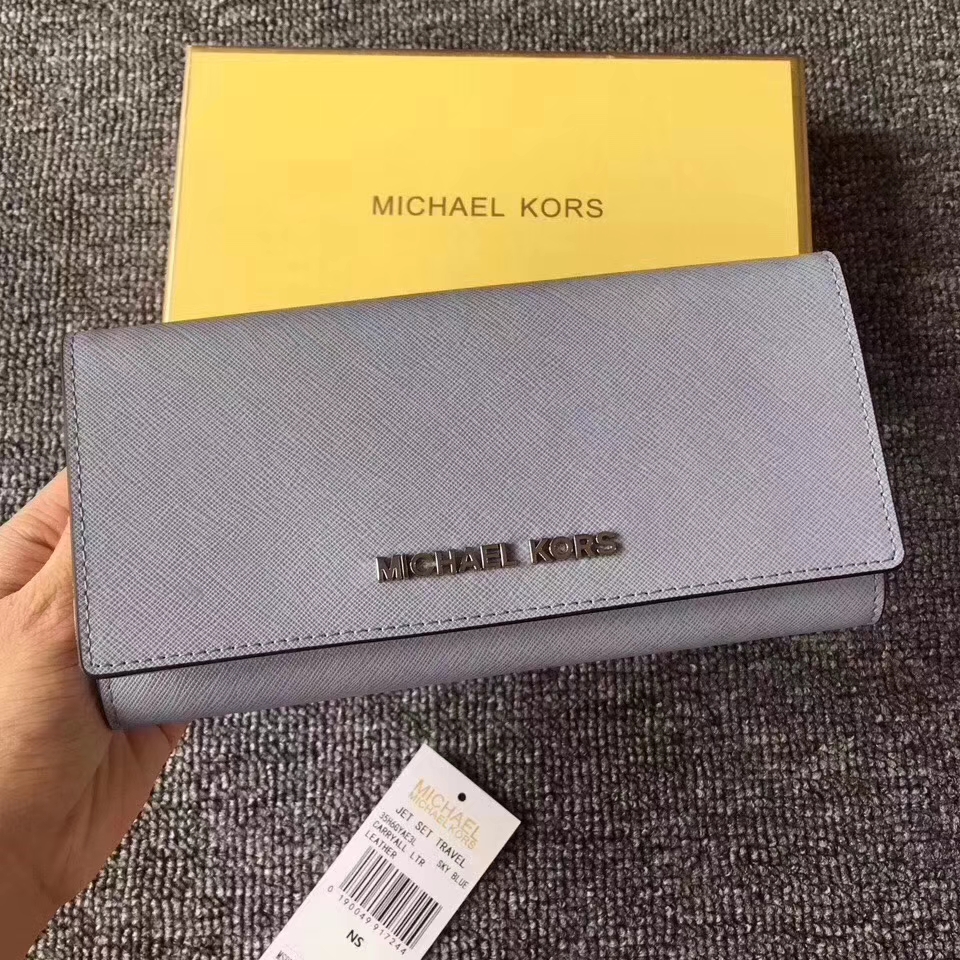 MICHAEL KORS
MICHAEL KORS
MICHAEL
MICHAEL KORS
JET SET TRAVEL
35H6GYAE3L
CARRYALL LTR SKY BLUE
LEATHER
0 190049 917244
NS